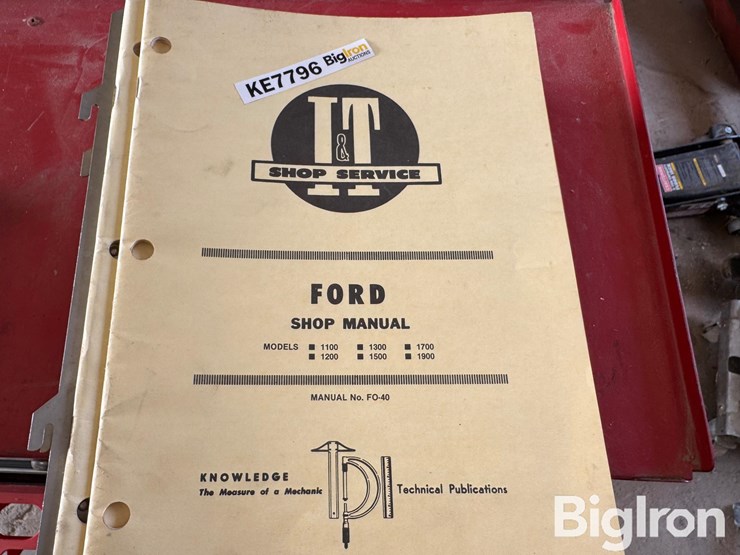 KE7796 BigIron
AUCTIONS
I&T
SHOP SERVICE
FORD
SHOP MANUAL
MODELS ■ 1100 ■ 1300 ■ 1700
■ 1200 ■ 1500 ■ 1900
MANUAL No. FO-40
KNOWLEDGE
The Measure of a Mechanic
Technical Publications
BigIron